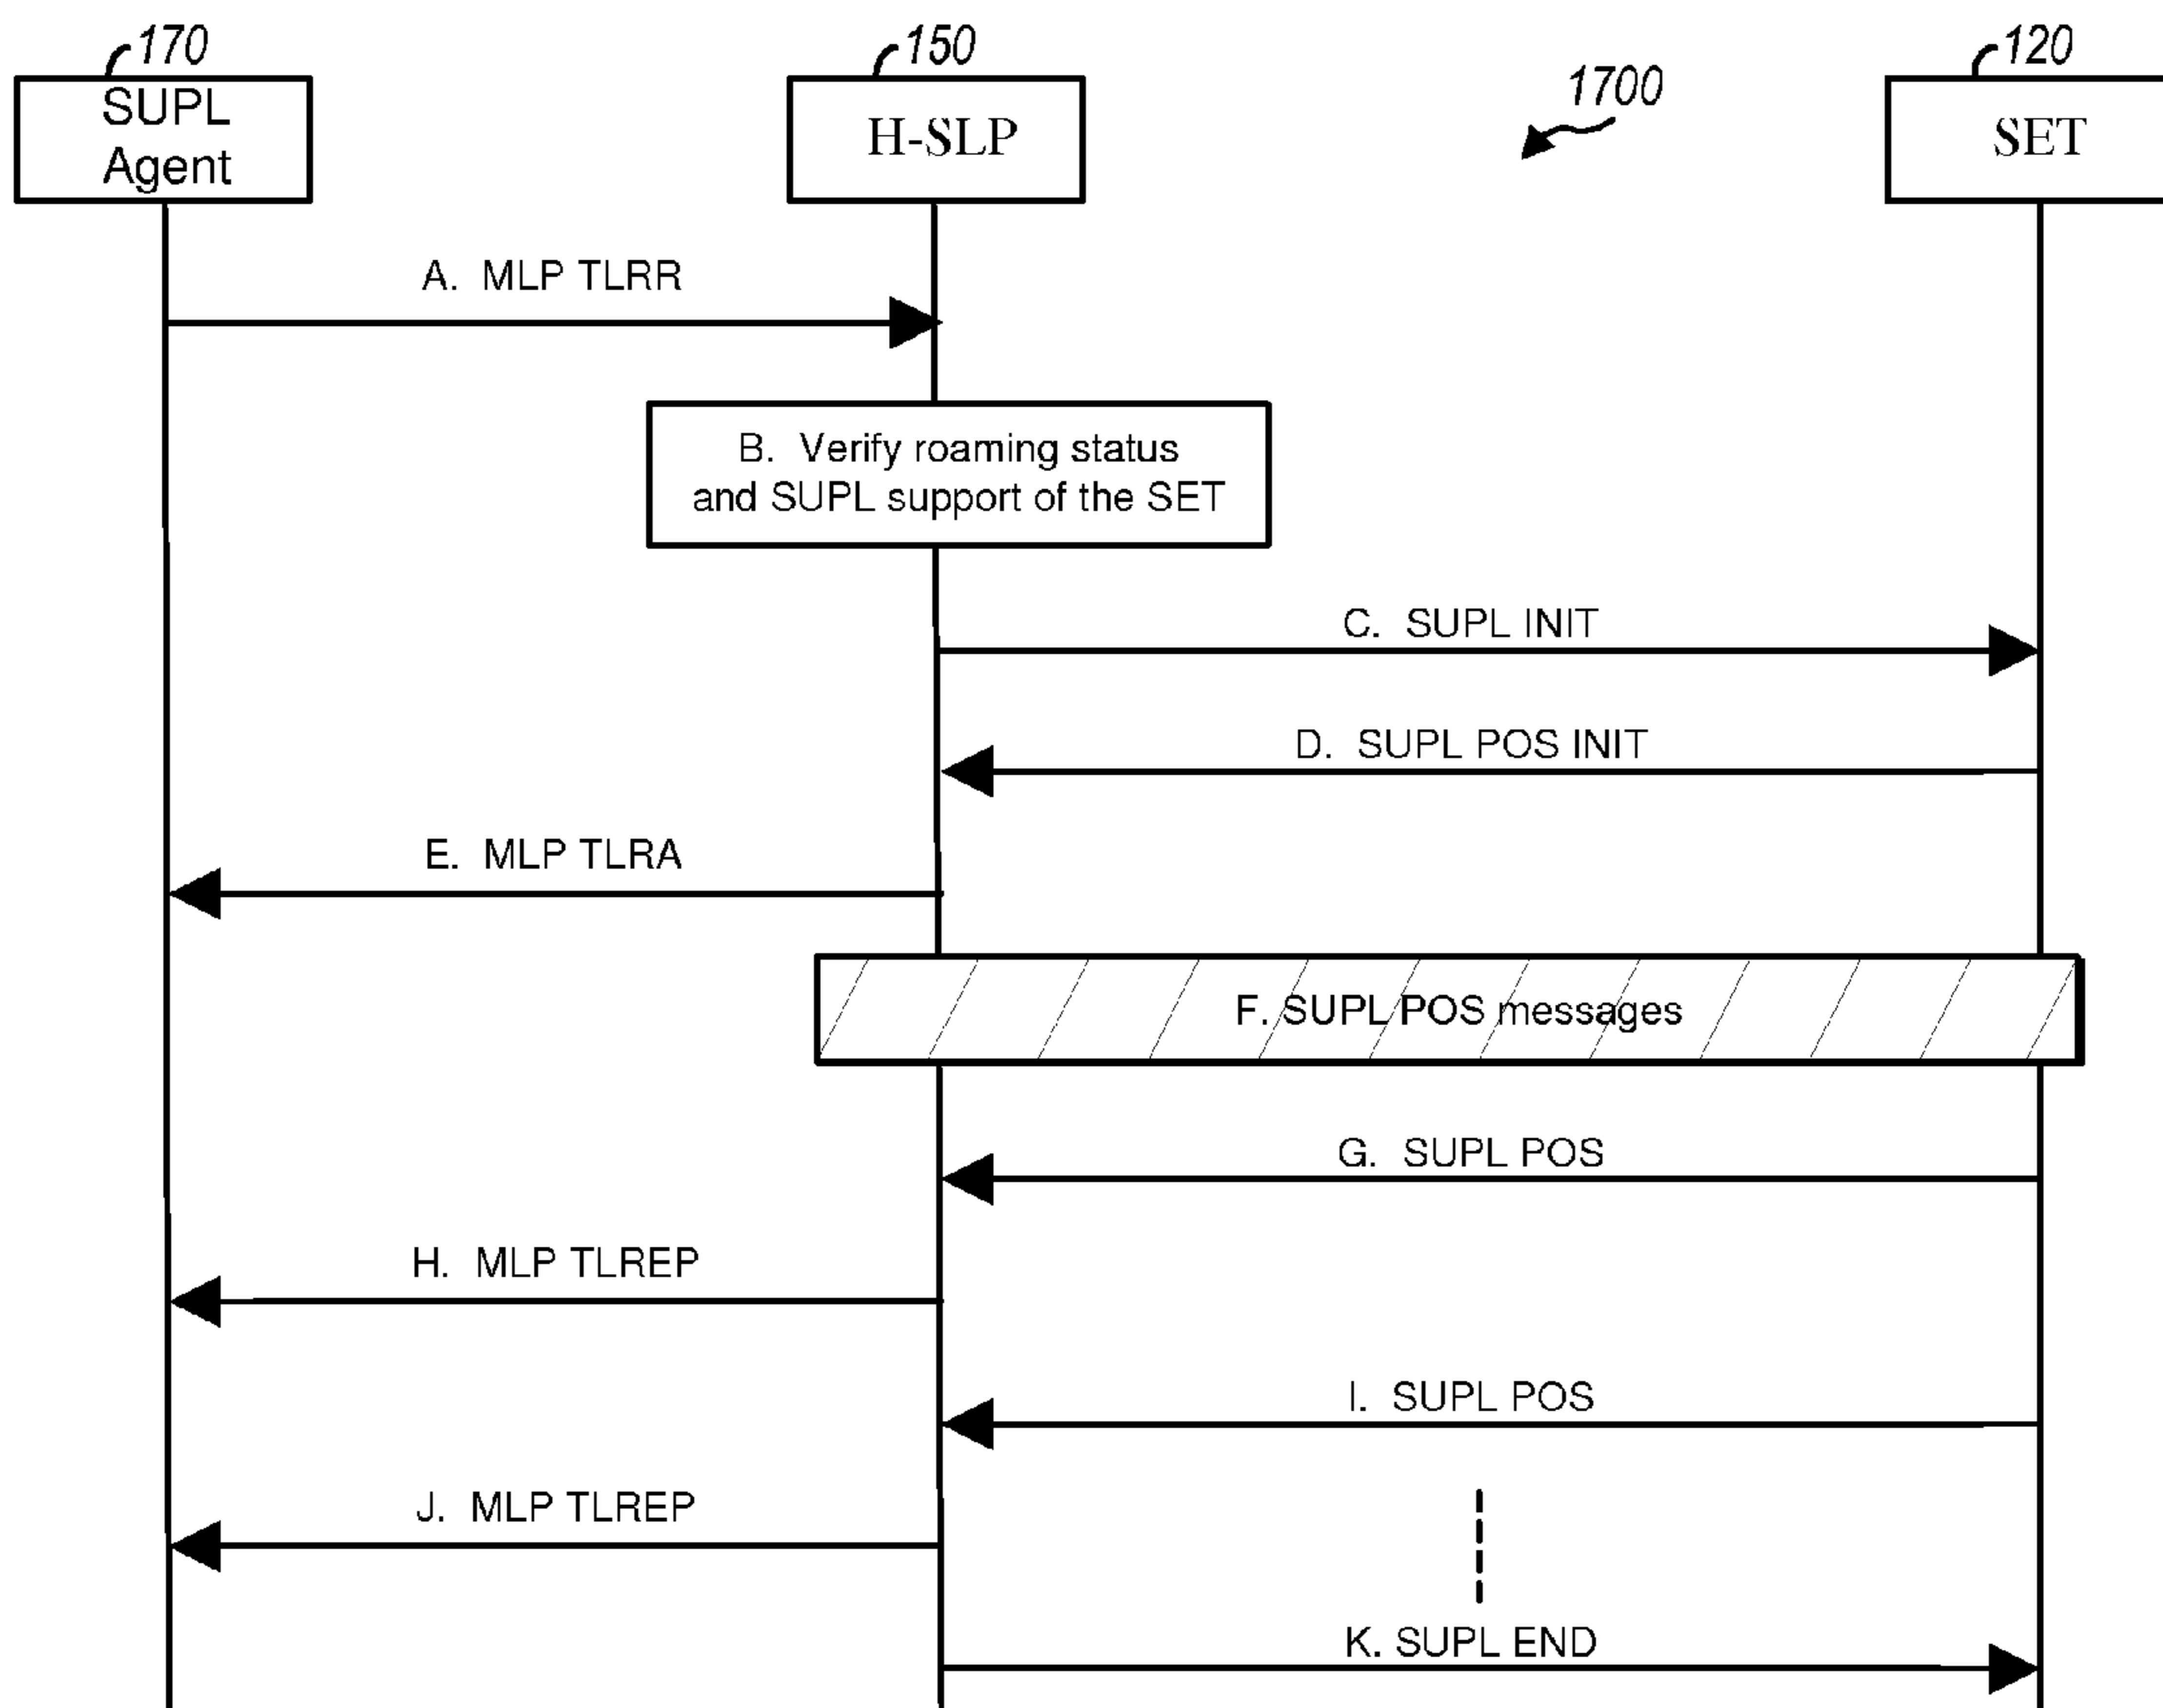 170
150
1700
120
SUPL
Agent
H-SLP
SET
A. MLP TLRR
B. Verify roaming status
and SUPL support of the SET
C. SUPL INIT
D. SUPL POS INIT
E. MLP TLRA
F. SUPL POS messages
G. SUPL POS
H. MLP TLREP
I. SUPL POS
J. MLP TLREP
K. SUPL END